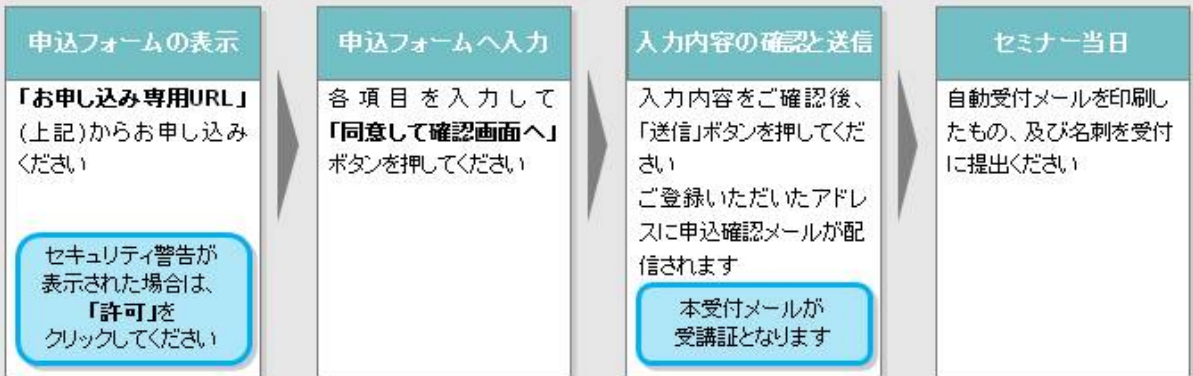 申込フォームの表示
「お申し込み専用URL」
(上記)からお申し込み
ください
セキュリティ警告が
表示された場合は、
「許可」を
クリックしてください
申込フォームへ入力
各項目を入力して
「同意して確認画面へ」
ボタンを押してください
入力内容の確認と送信
入力内容をご確認後、
「送信」ボタンを押してくだ
さい
ご登録いただいたアドレ
スに申込確認メールが配
信されます
本受付メールが
受講証となります
セミナー当日
自動受付メールを印刷し
たもの、及び名刺を受付
に提出ください